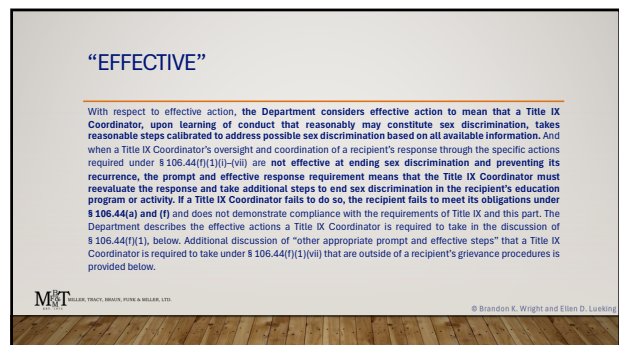 “EFFECTIVE”
With respect to effective action, the Department considers effective action to mean that a Title IX
Coordinator, upon learning of conduct that reasonably may constitute sex discrimination, takes
reasonable steps calibrated to address possible sex discrimination based on all available information. And
when a Title IX Coordinator’s oversight and coordination of a recipient’s response through the specific actions
required under § 106.44(f)(1)(i)–(vii) are not effective at ending sex discrimination and preventing its
recurrence, the prompt and effective response requirement means that the Title IX Coordinator must
reevaluate the response and take additional steps to end sex discrimination in the recipient’s education
program or activity. If a Title IX Coordinator fails to do so, the recipient fails to meet its obligations under
§ 106.44(a) and (f) and does not demonstrate compliance with the requirements of Title IX and this part. The
Department describes the effective actions a Title IX Coordinator is required to take in the discussion of
§ 106.44(f)(1), below. Additional discussion of “other appropriate prompt and effective steps” that a Title IX
Coordinator is required to take under § 106.44(f)(1)(vii) that are outside of a recipient’s grievance procedures is
provided below.
MILLER, TRACY, BRAUN, FUNK & MILLER, LTD.
© Brandon K. Wright and Ellen D. Lueking